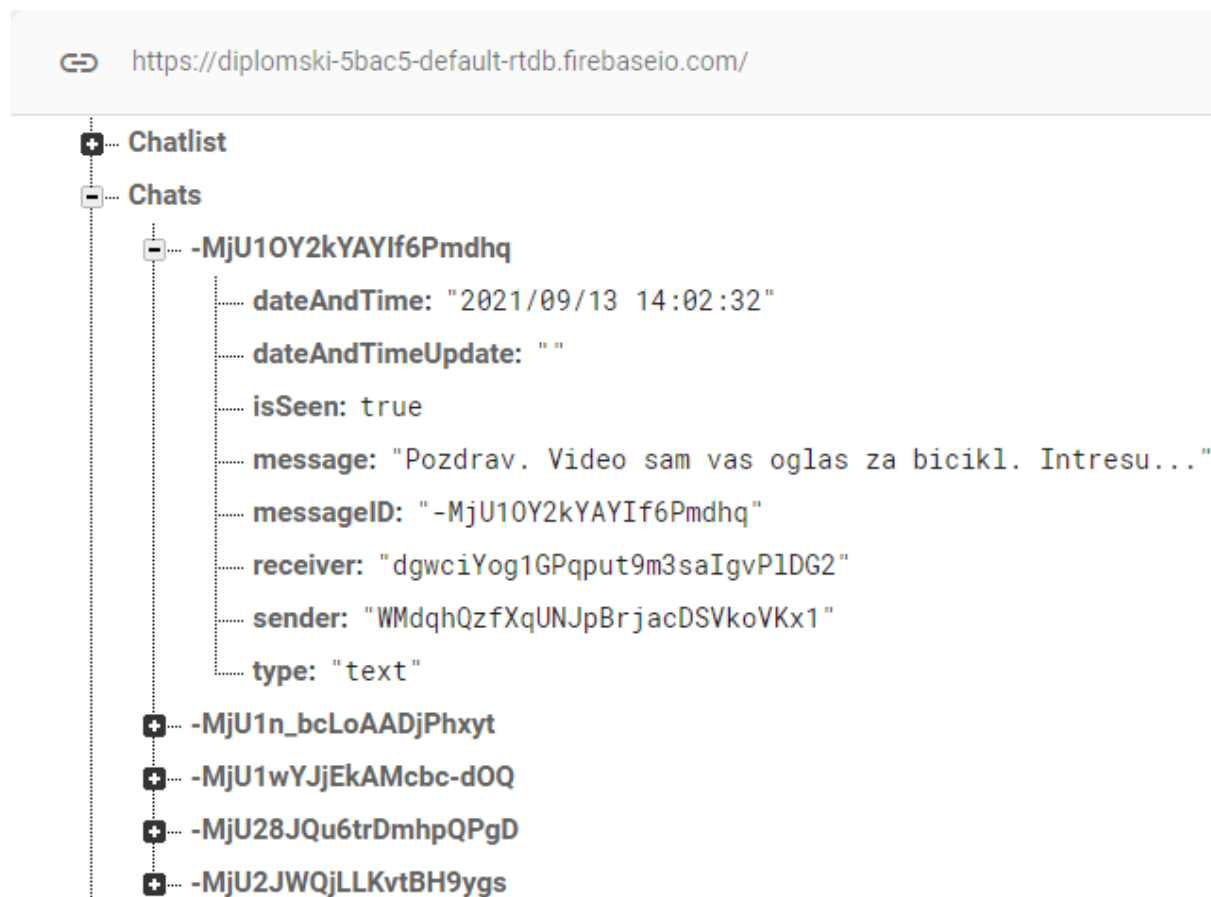 https://diplomski-5bac5-default-rtdb.firebaseio.com/
Chatlist
Chats
-MjU1OY2kYAYIf6Pmdhq
dateAndTime: "2021/09/13 14:02:32"
dateAndTimeUpdate: ""
isSeen: true
message: "Pozdrav. Video sam vas oglas za bicikl. Intresu..."
messageID: "-MjU1OY2kYAYIf6Pmdhq"
receiver: "dgwciYog1GPqput9m3saIgvPlDG2"
sender: "WMdqhQzfXqUNJpBrjacDSVkoVKx1"
type: "text"
-MjU1n_bcLoAADjPhxyt
-MjU1wYJjEkAMcbc-dOQ
-MjU28JQu6trDmhpQPgD
-MjU2JWQjLLKvtBH9ygs